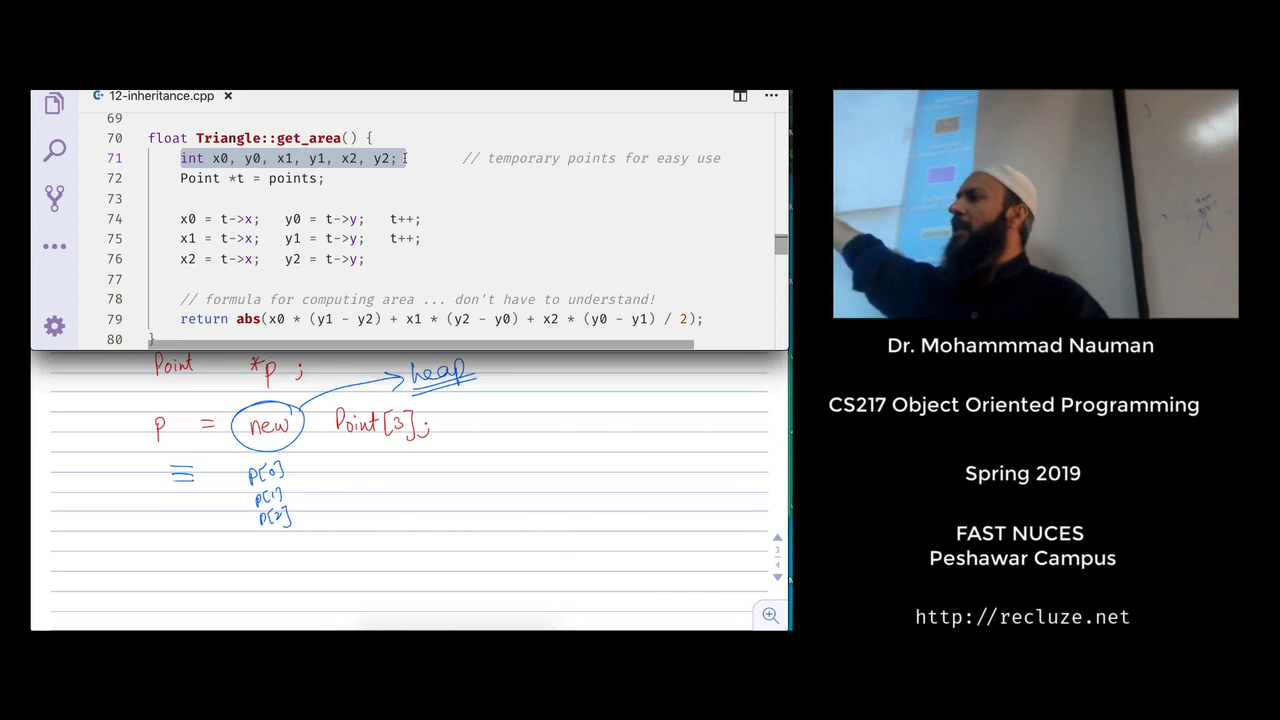 12-inheritance.cpp ×
69
70 float Triangle::get_area() {
71 int x0, y0, x1, y1, x2, y2; // temporary points for easy use
72 Point *t = points;
73
74 x0 = t->x; y0 = t->y; t++;
75 x1 = t->x; y1 = t->y; t++;
76 x2 = t->x; y2 = t->y;
77
78 // formula for computing area ... don't have to understand!
79 return abs(x0 * (y1 - y2) + x1 * (y2 - y0) + x2 * (y0 - y1) / 2);
80 }
Point *p ;
heap
p = new Point[3];
≡ p[0]
p[1]
p[2]
3
4
Dr. Mohammmad Nauman
CS217 Object Oriented Programming
Spring 2019
FAST NUCES
Peshawar Campus
http://recluze.net